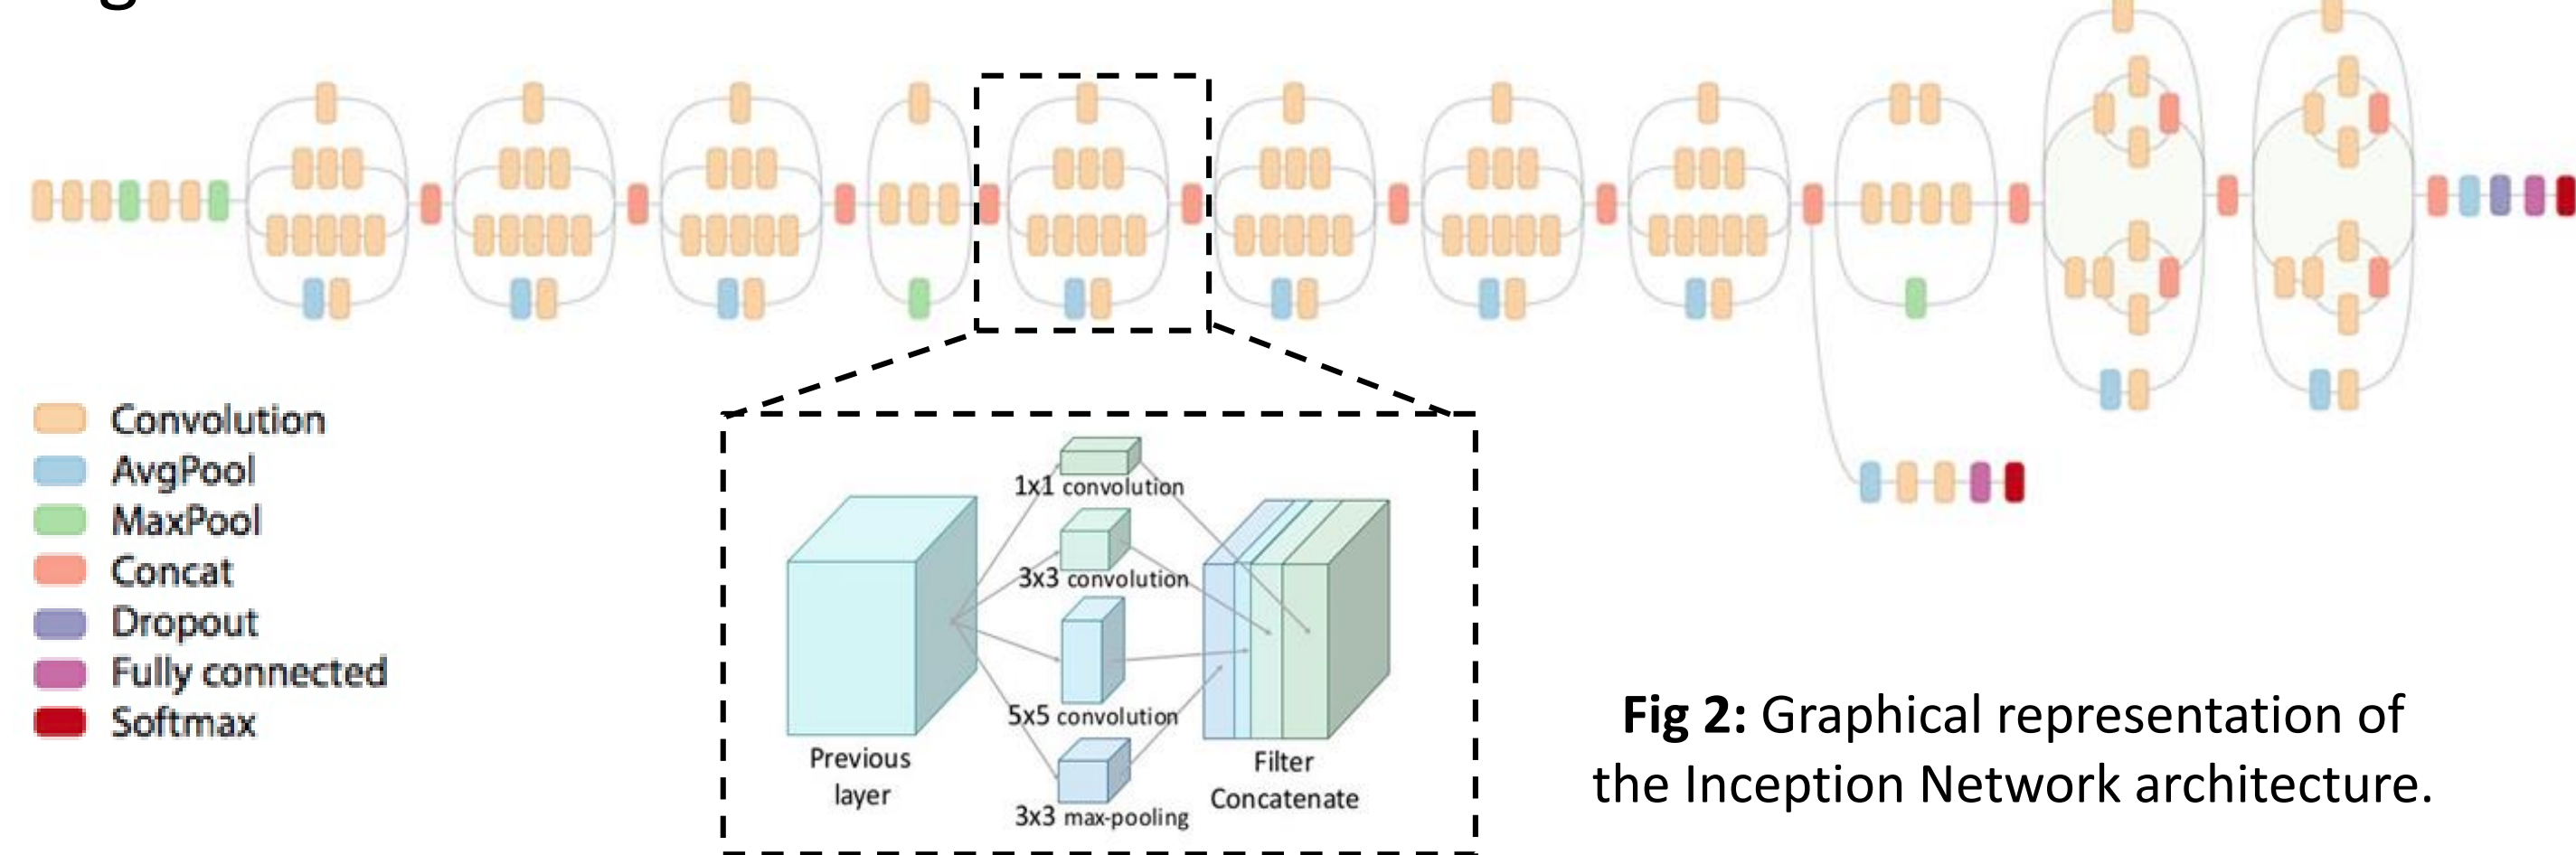 Convolution
AvgPool
MaxPool
Concat
Dropout
Fully connected
Softmax
1x1 convolution
3x3 convolution
5x5 convolution
3x3 max-pooling
Previous
layer
Filter
Concatenate
Fig 2: Graphical representation of
the Inception Network architecture.